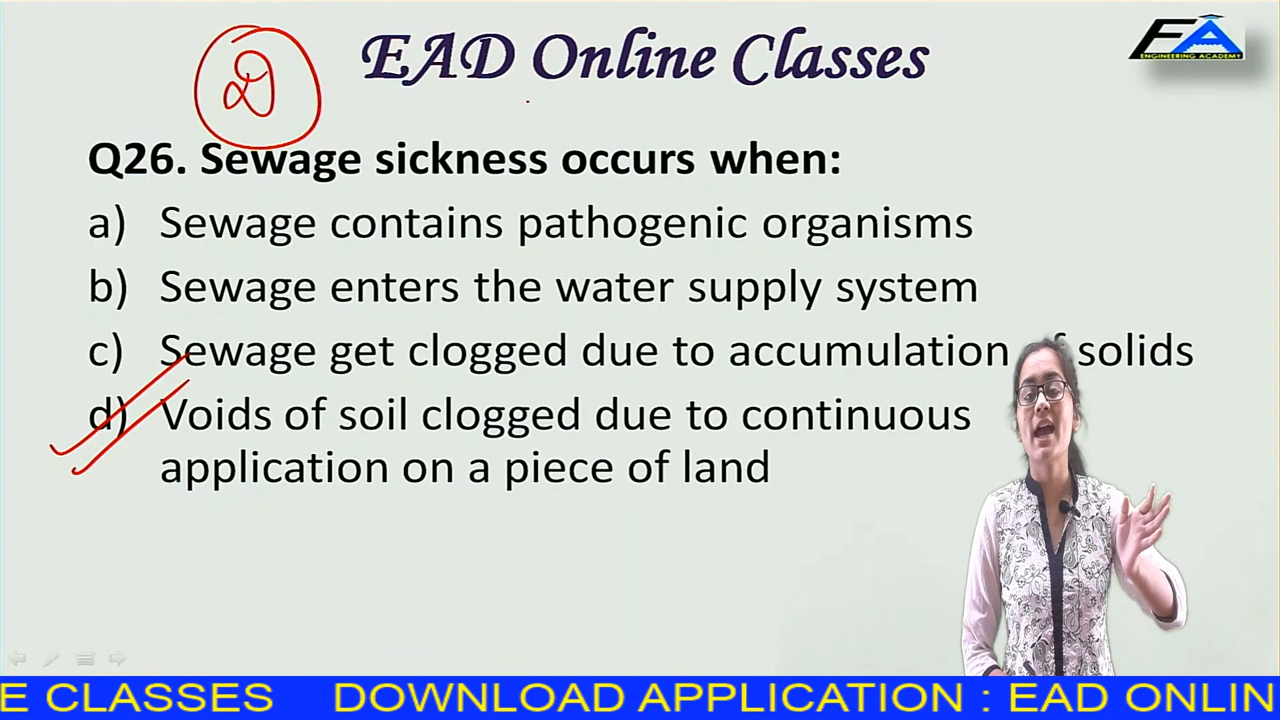 EAD Online Classes
FA
ENGINEERING ACADEMY
D
Q26. Sewage sickness occurs when:
a) Sewage contains pathogenic organisms
b) Sewage enters the water supply system
c) Sewage get clogged due to accumulation solids
d) Voids of soil clogged due to continuous
application on a piece of land
E CLASSES DOWNLOAD APPLICATION : EAD ONLIN